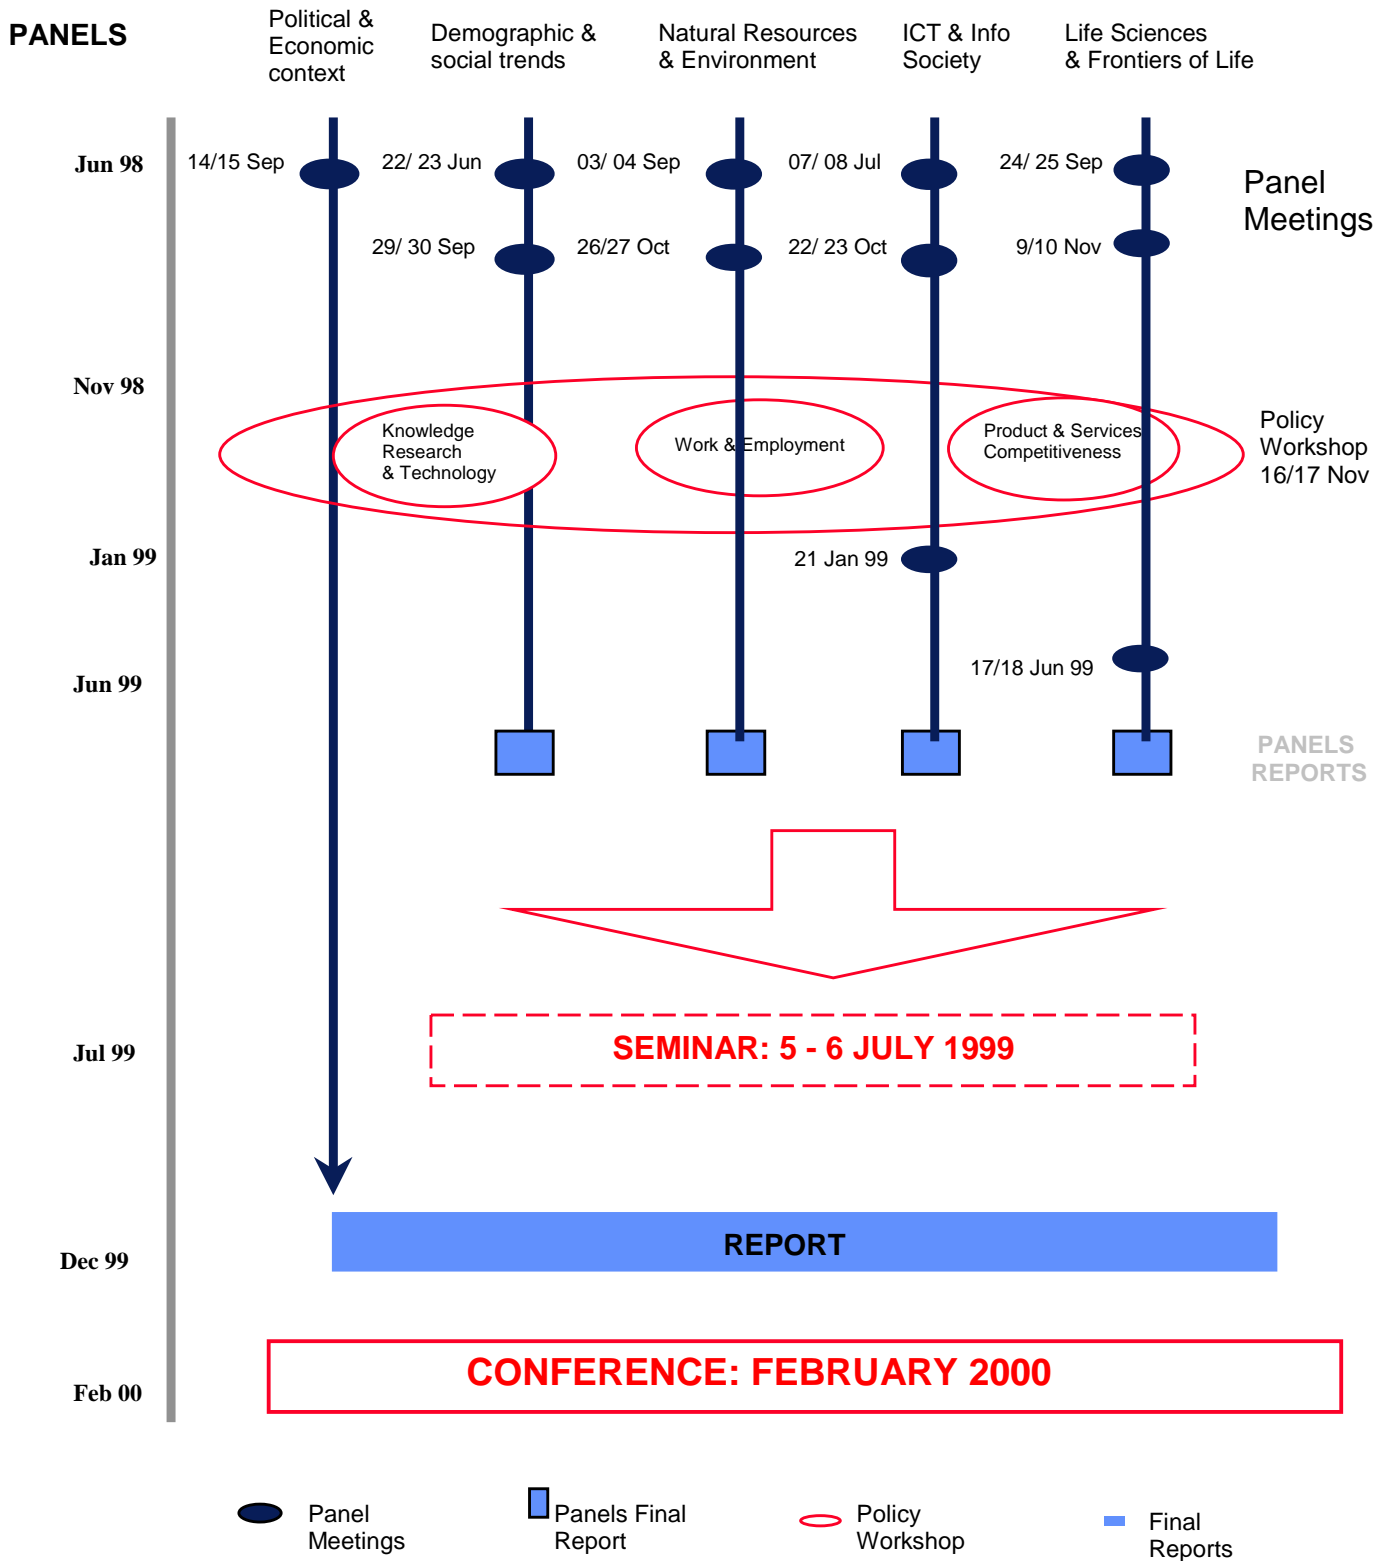 PANELS
Political &
Economic
context
Demographic &
social trends
Natural Resources
& Environment
ICT & Info
Society
Life Sciences
& Frontiers of Life
Jun 98
14/15 Sep
22/ 23 Jun
03/ 04 Sep
07/ 08 Jul
24/ 25 Sep
Panel
Meetings
29/ 30 Sep
26/27 Oct
22/ 23 Oct
9/10 Nov
Nov 98
Knowledge
Research
& Technology
Work & Employment
Product & Services
Competitiveness
Policy
Workshop
16/17 Nov
Jan 99
21 Jan 99
17/18 Jun 99
Jun 99
PANELS
REPORTS
Jul 99
SEMINAR: 5 - 6 JULY 1999
REPORT
Dec 99
CONFERENCE: FEBRUARY 2000
Feb 00
Panel
Meetings
Panels Final
Report
Policy
Workshop
Final
Reports